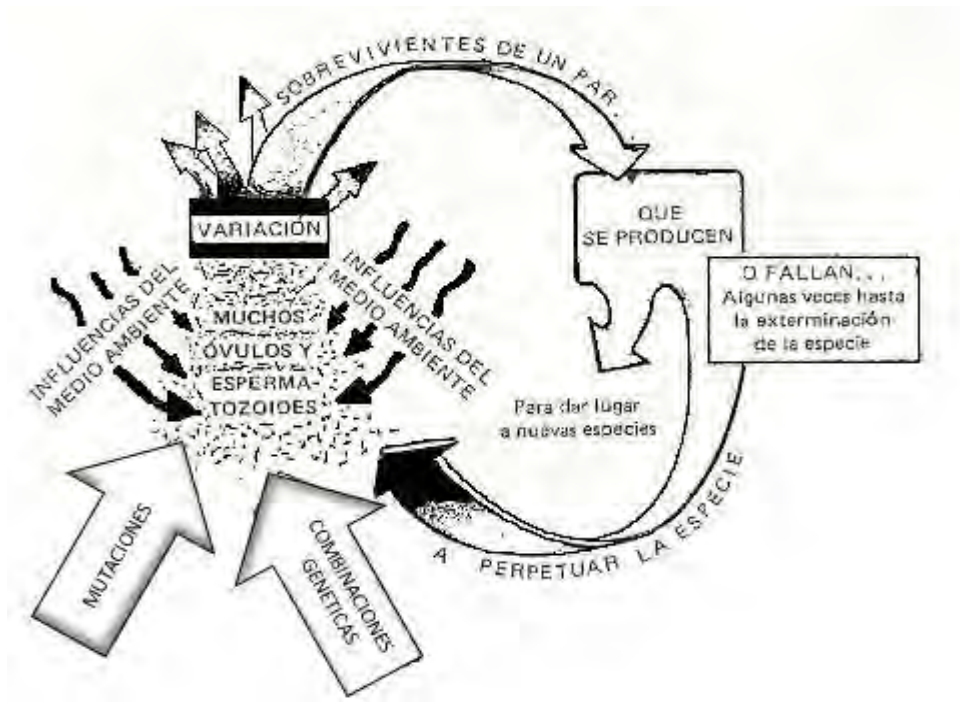 SOBREVIVIENTES DE UN PAR...
QUE
SE PRODUCEN
O FALLAN...
Algunas veces hasta
la exterminación
de la especie
Para dar lugar
a nuevas especies
A PERPETUAR LA ESPECIE
VARIACIÓN
MUCHOS
ÓVULOS Y
ESPERMA-
TOZOIDES
INFLUENCIAS DEL
MEDIO AMBIENTE
INFLUENCIAS DEL
MEDIO AMBIENTE
MUTACIONES
COMBINACIONES
GENÉTICAS